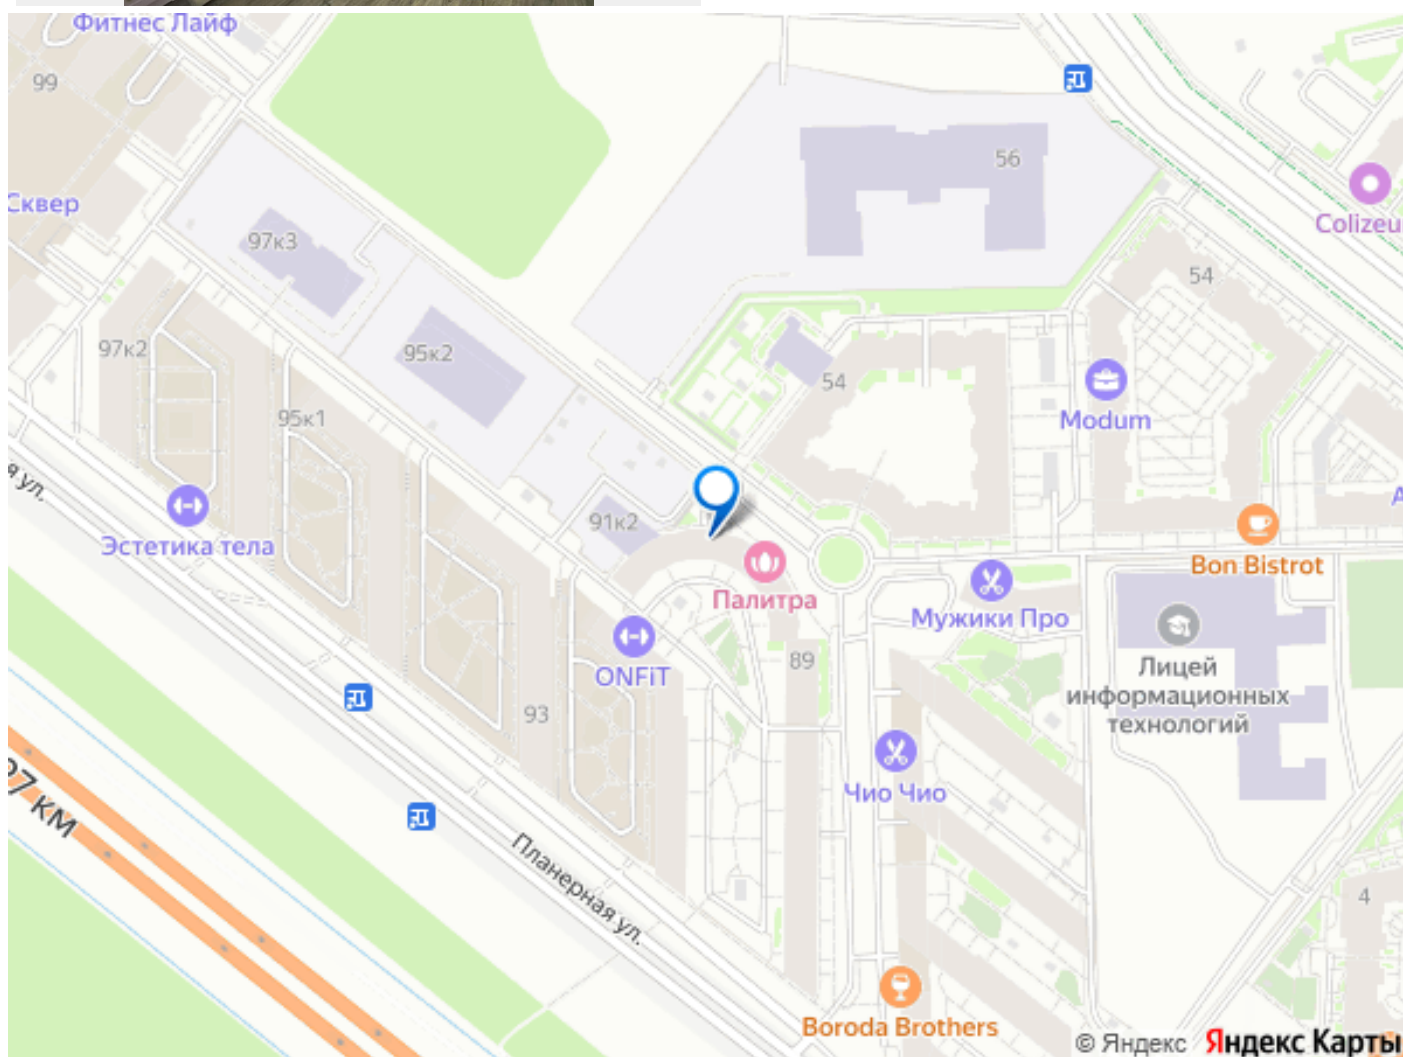 Фитнес Лайф
99
56
Сквер
Colizeu
97к3
54
97к2
95к2
54
Modum
95к1
я ул.
91к2
Эстетика тела
Bon Bistrot
Палитра
Мужики Про
ONFiT
89
Лицей
информационных
технологий
93
97 км
Чио Чио
Планерная ул.
4
Boroda Brothers
© Яндекс Яндекс Карты